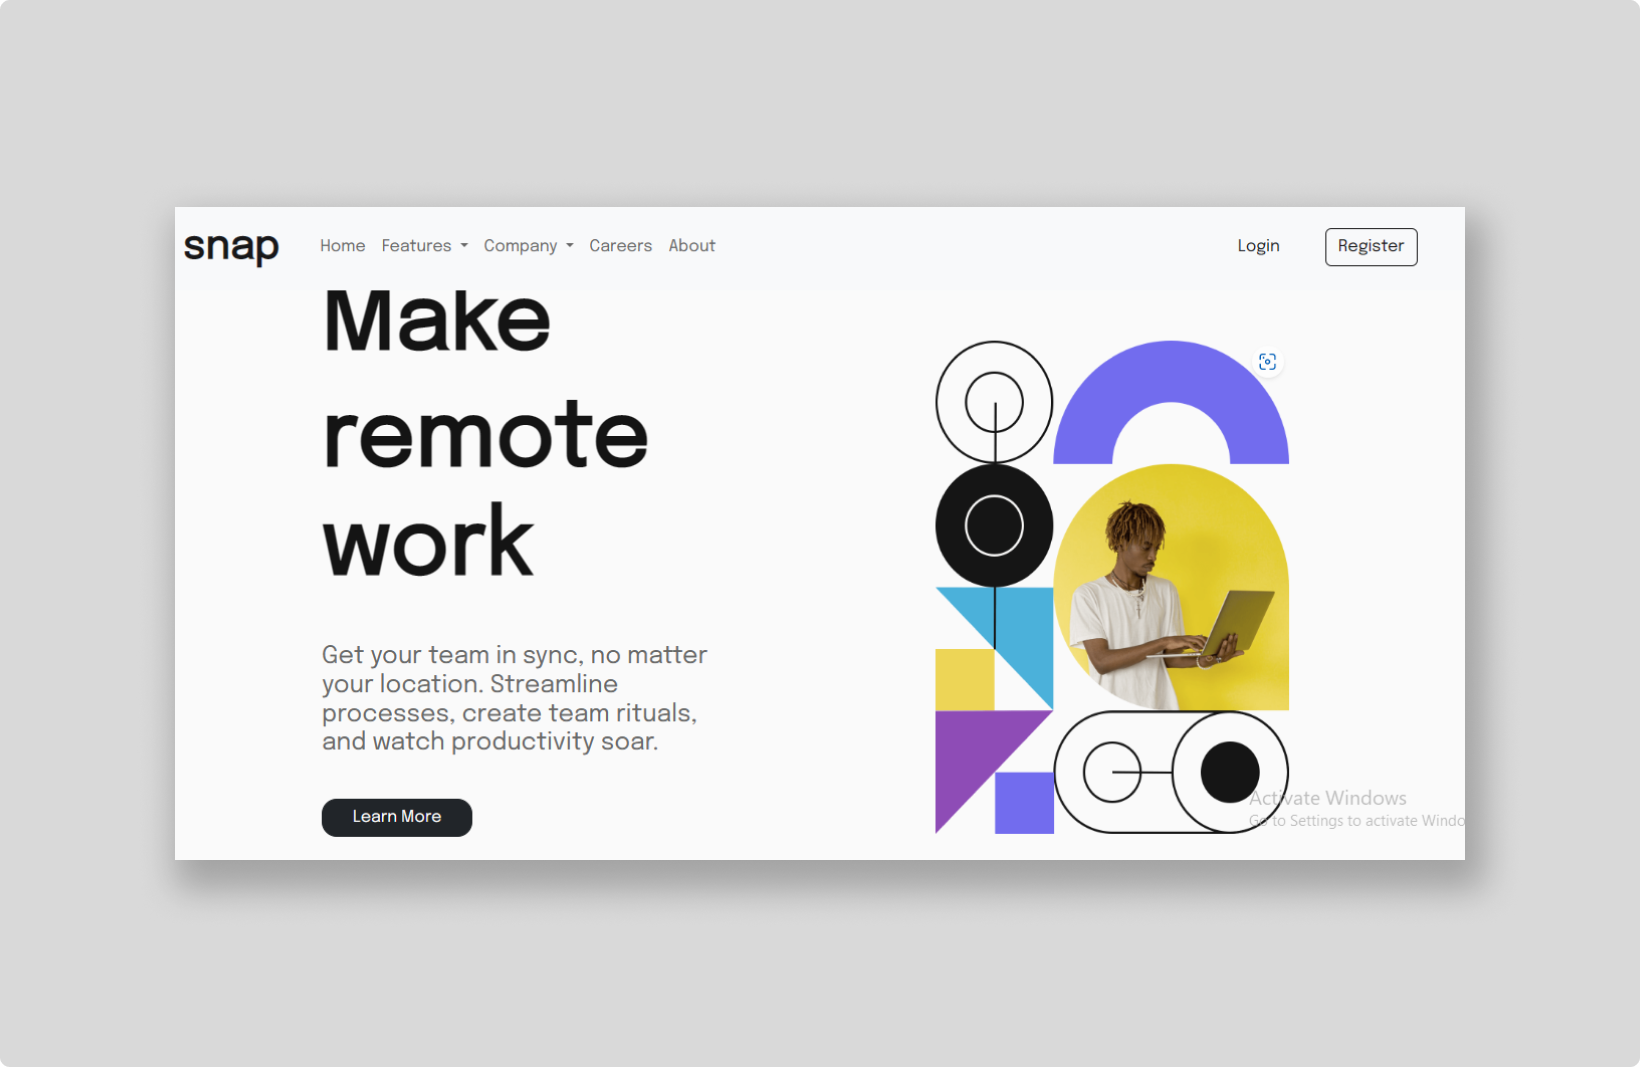 snap
Home Features Company Careers About
Login
Register
Make
remote
work
Get your team in sync, no matter
your location. Streamline
processes, create team rituals,
and watch productivity soar.
Learn More
Activate Windows
Go to Settings to activate Windo